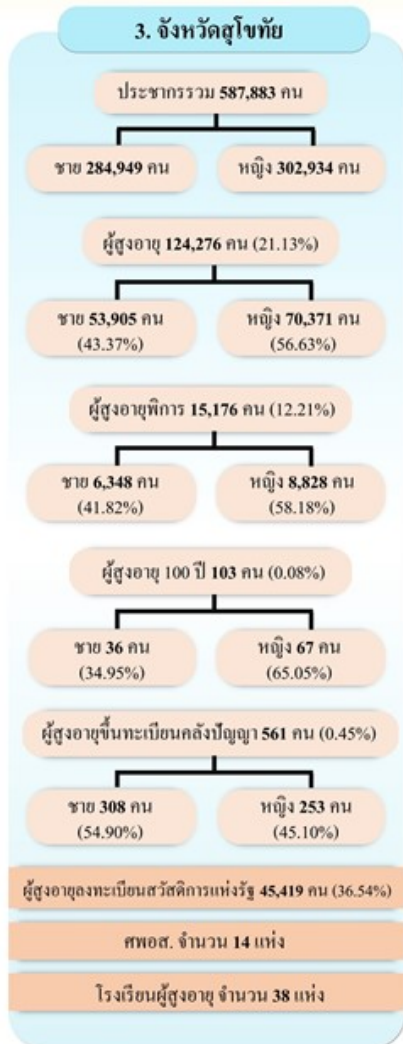 3. จังหวัดสุโขทัย
ประชากรรวม 587,883 คน
ชาย 284,949 คน
หญิง 302,934 คน
ผู้สูงอายุ 124,276 คน (21.13%)
ชาย 53,905 คน
(43.37%)
หญิง 70,371 คน
(56.63%)
ผู้สูงอายุพิการ 15,176 คน (12.21%)
ชาย 6,348 คน
(41.82%)
หญิง 8,828 คน
(58.18%)
ผู้สูงอายุ 100 ปี 103 คน (0.08%)
ชาย 36 คน
(34.95%)
หญิง 67 คน
(65.05%)
ผู้สูงอายุขึ้นทะเบียนคลังปัญญา 561 คน (0.45%)
ชาย 308 คน
(54.90%)
หญิง 253 คน
(45.10%)
ผู้สูงอายุลงทะเบียนสวัสดิการแห่งรัฐ 45,419 คน (36.54%)
ศพอส. จำนวน 14 แห่ง
โรงเรียนผู้สูงอายุ จำนวน 38 แห่ง